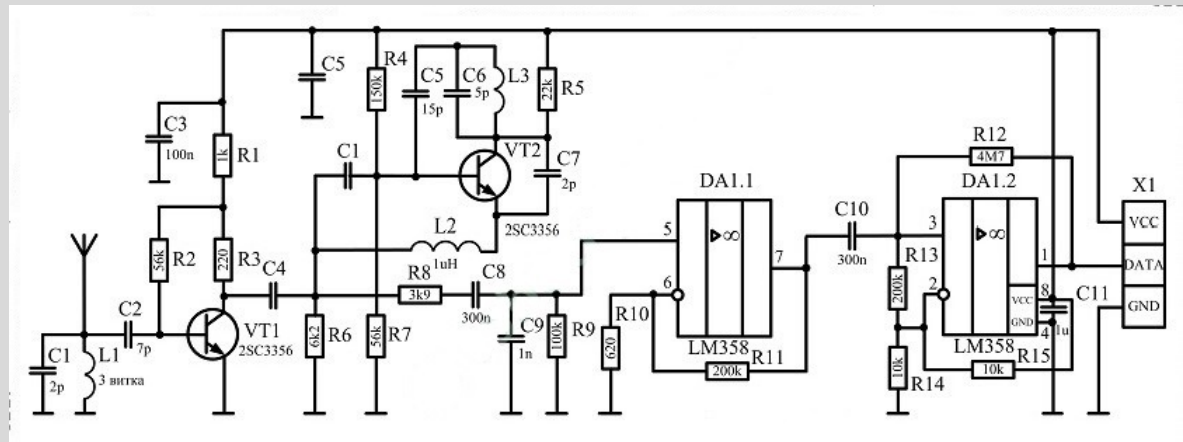 C5
R4
150k
C5
15p
C6
5p
L3
22k
R5
C3
100n
1k
R1
C1
VT2
2SC3356
C7
2p
R12
4M7
DA1.1
DA1.2
X1
56k
R2
220
R3
C4
L2
1uH
R8
3k9
C8
300n
5
▷∞
7
C10
300n
3
▷∞
R13
200k
2
1
8
VCC
GND
4
C11
1u
VCC
DATA
GND
C2
7p
VT1
2SC3356
6k2
R6
56k
R7
C9
1n
100k
R9
R10
620
6
LM358
R11
200k
LM358
R15
10k
10k
R14
C1
2p
L1
3 витка